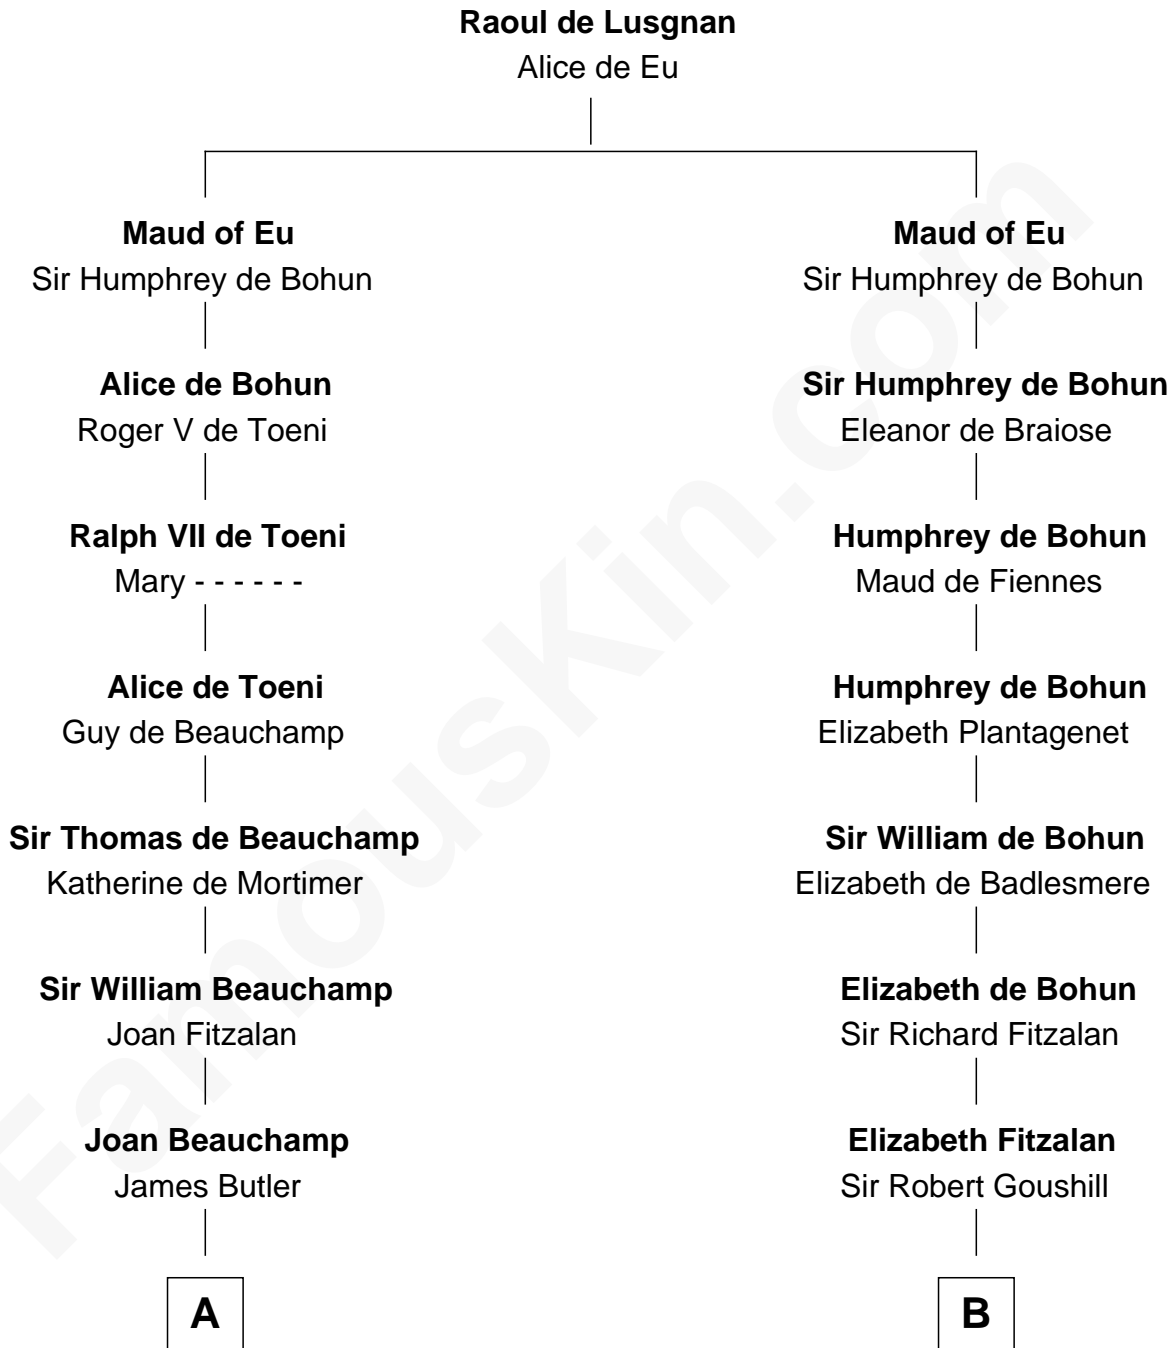 Raoul de Lusgnan
Alice de Eu
Maud of Eu
Sir Humphrey de Bohun
Alice de Bohun
Roger V de Toeni
Ralph VII de Toeni
Mary - - - - - -
Alice de Toeni
Guy de Beauchamp
Sir Thomas de Beauchamp
Katherine de Mortimer
Sir William Beauchamp
Joan Fitzalan
Joan Beauchamp
James Butler
A
Maud of Eu
Sir Humphrey de Bohun
Sir Humphrey de Bohun
Eleanor de Braiose
Humphrey de Bohun
Maud de Fiennes
Humphrey de Bohun
Elizabeth Plantagenet
Sir William de Bohun
Elizabeth de Badlesmere
Elizabeth de Bohun
Sir Richard Fitzalan
Elizabeth Fitzalan
Sir Robert Goushill
B
FamousKin.com